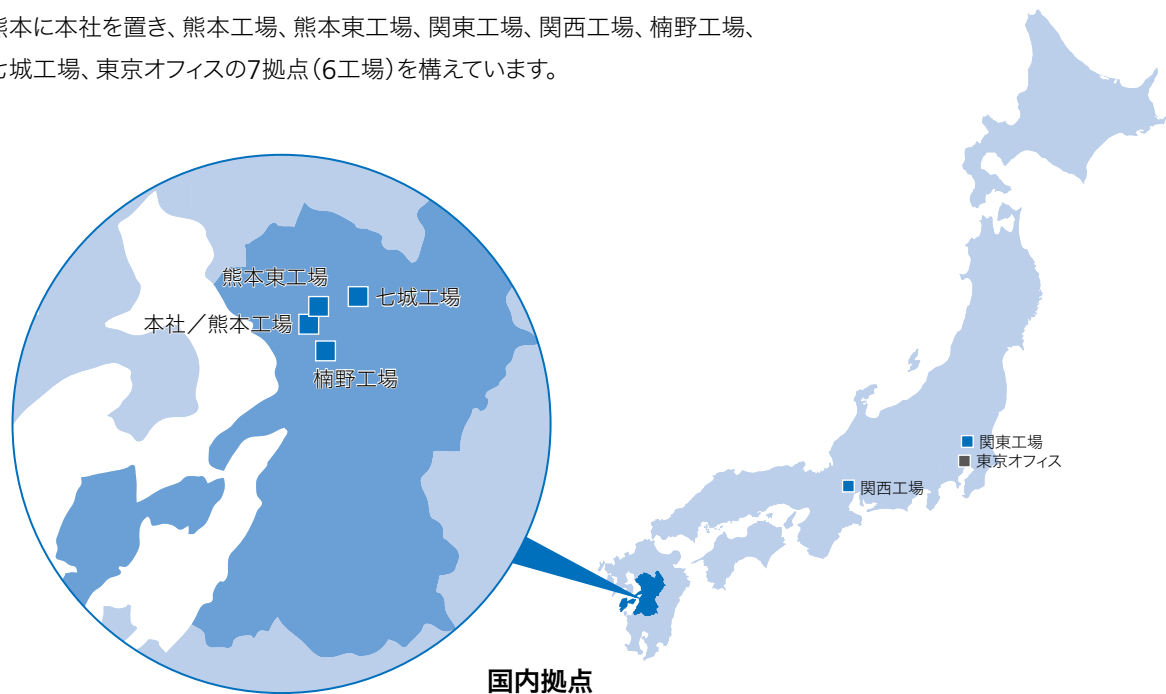 熊本に本社を置き、熊本工場、熊本東工場、関東工場、関西工場、楠野工場、
七城工場、東京オフィスの7拠点(6工場)を構えています。
熊本東工場
七城工場
本社/熊本工場
楠野工場
関東工場
東京オフィス
関西工場
国内拠点